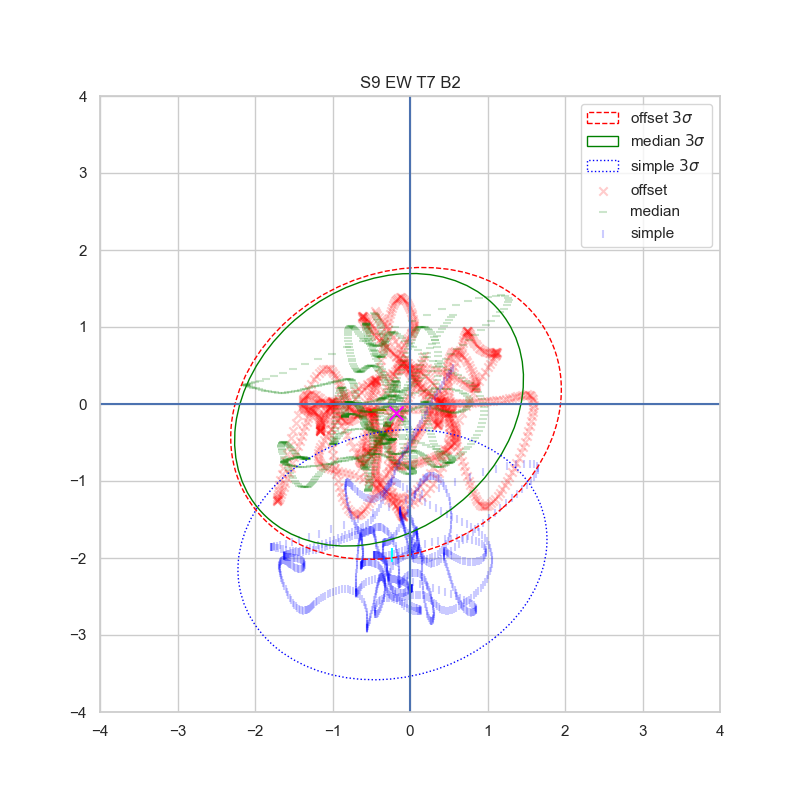 S9 EW T7 B2
offset 3σ
median 3σ
simple 3σ
offset
median
simple
4
3
2
1
0
−1
−2
−3
−4
−4 −3 −2 −1 0 1 2 3 4